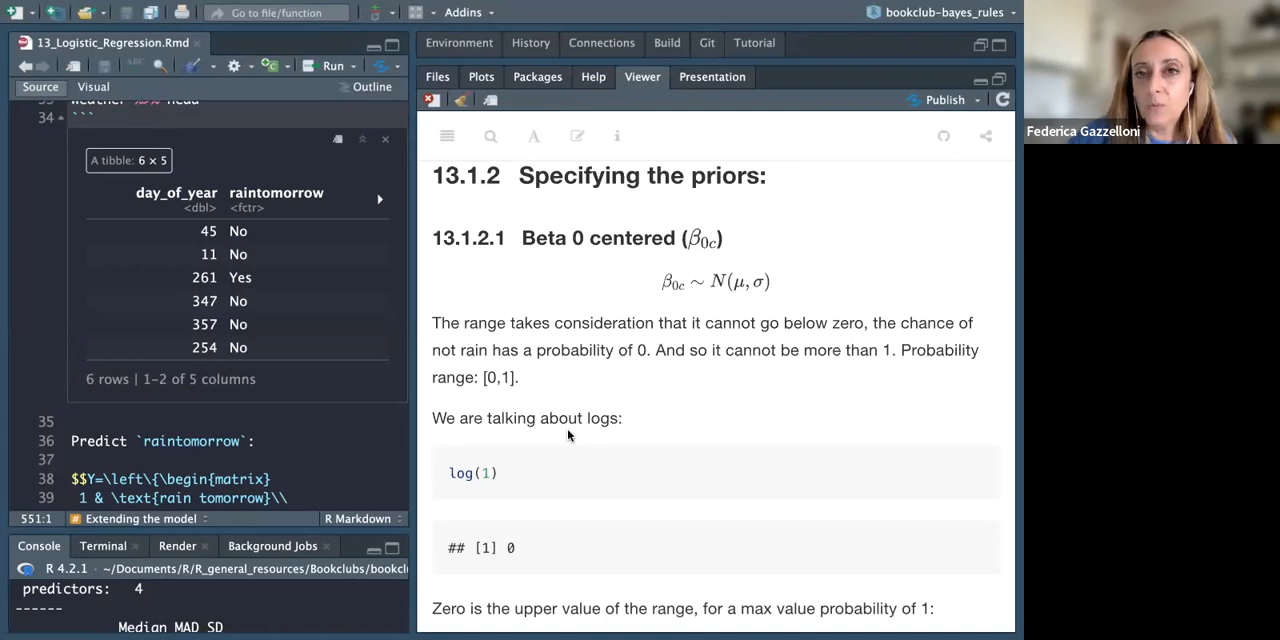 Go to file/function
Addins
bookclub-bayes_rules
13_Logistic_Regression.Rmd
ABC
Run
Source
Visual
Outline
34
```
A tibble: 6 × 5
day_of_year raintomorrow
<dbl> <fctr>
45 No
11 No
261 Yes
347 No
357 No
254 No
6 rows | 1-2 of 5 columns
35
36 Predict `raintomorrow`:
37
38 $$Y=\left\{\begin{matrix}
39 1 & \text{rain tomorrow}\\
551:1 # Extending the model R Markdown
Console Terminal Render Background Jobs
R 4.2.1 · ~/Documents/R/R_general_resources/Bookclubs/bookcl
predictors: 4
------
Median MAD SD
Environment History Connections Build Git Tutorial
Files Plots Packages Help Viewer Presentation
Publish
13.1.2 Specifying the priors:
13.1.2.1 Beta 0 centered (β0c)
β0c ∼ N(μ, σ)
The range takes consideration that it cannot go below zero, the chance of
not rain has a probability of 0. And so it cannot be more than 1. Probability
range: [0,1].
We are talking about logs:
log(1)
## [1] 0
Zero is the upper value of the range, for a max value probability of 1:
Federica Gazzelloni